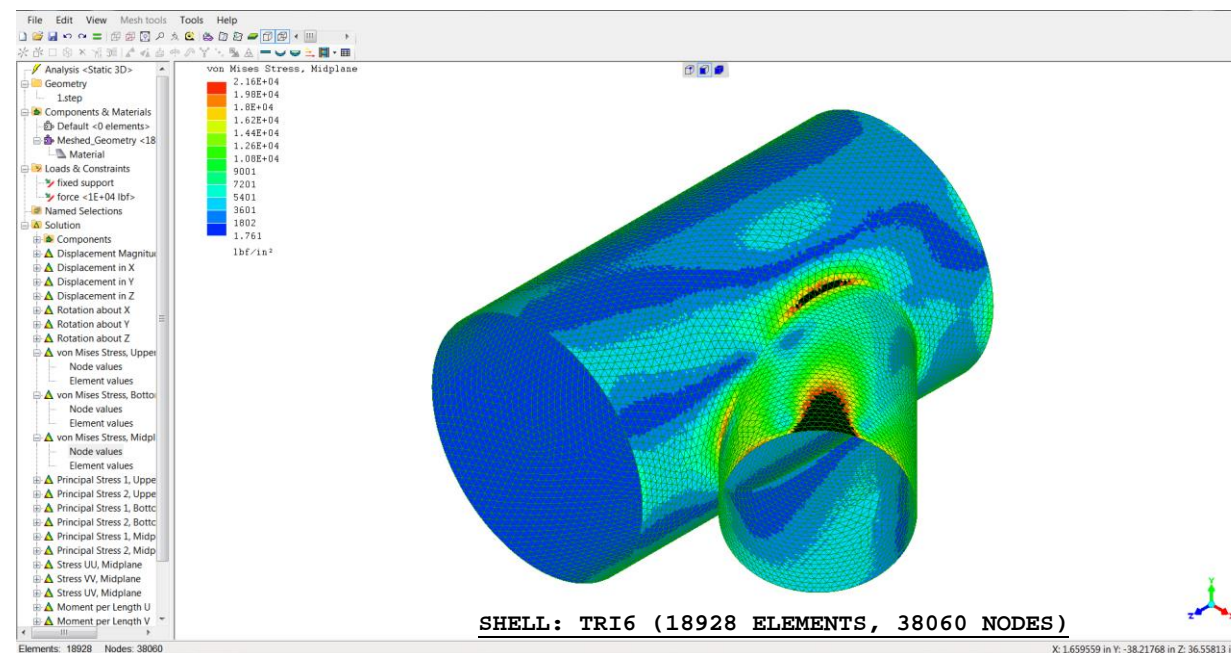 File Edit View Mesh tools Tools Help
Analysis <Static 3D>
Geometry
1.step
Components & Materials
Default <0 elements>
Meshed_Geometry <18
Material
Loads & Constraints
fixed support
force <1E+04 lbf>
Named Selections
Solution
Components
Displacement Magnitu
Displacement in X
Displacement in Y
Displacement in Z
Rotation about X
Rotation about Y
Rotation about Z
von Mises Stress, Upper
Node values
Element values
von Mises Stress, Botto
Node values
Element values
von Mises Stress, Midpl
Node values
Element values
Principal Stress 1, Uppe
Principal Stress 2, Uppe
Principal Stress 1, Bottc
Principal Stress 2, Bottc
Principal Stress 1, Midp
Principal Stress 2, Midp
Stress UU, Midplane
Stress VV, Midplane
Stress UV, Midplane
Moment per Length U
Moment per Length V
von Mises Stress, Midplane
2.16E+04
1.98E+04
1.8E+04
1.62E+04
1.44E+04
1.26E+04
1.08E+04
9001
7201
5401
3601
1802
1.761
lbf/in²
Y
Z
SHELL: TRI6 (18928 ELEMENTS, 38060 NODES)
Elements: 18928 Nodes: 38060
X: 1.659559 in Y: -38.21768 in Z: 36.55813 i